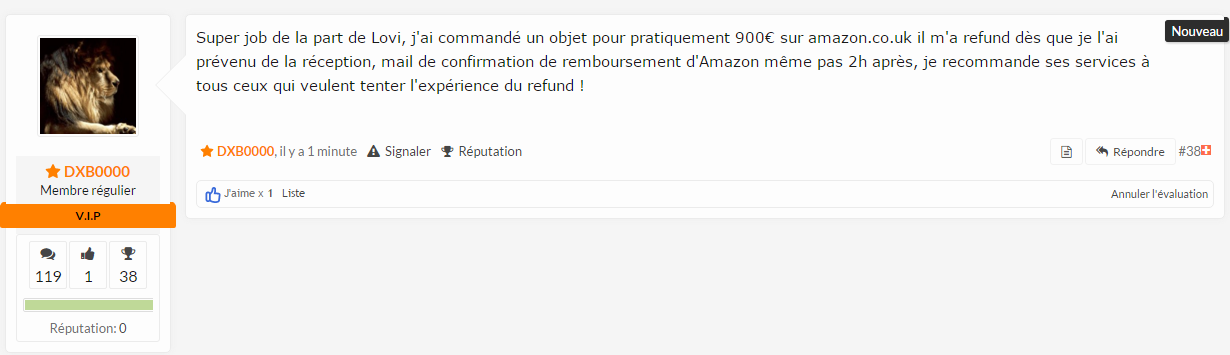 Nouveau
Super job de la part de Lovi, j'ai commandé un objet pour pratiquement 900€ sur amazon.co.uk il m'a refund dès que je l'ai
prévenu de la réception, mail de confirmation de remboursement d'Amazon même pas 2h après, je recommande ses services à
tous ceux qui veulent tenter l'expérience du refund !
DXB0000, il y a 1 minute Signaler Réputation Répondre #38
J'aime x 1 Liste Annuler l'évaluation
DXB0000
Membre régulier
V.I.P
119 1 38
Réputation: 0